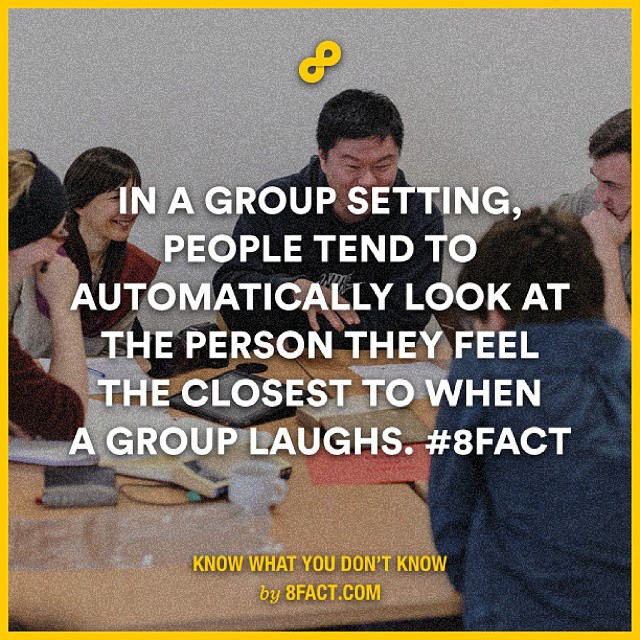 IN A GROUP SETTING,
PEOPLE TEND TO
AUTOMATICALLY LOOK AT
THE PERSON THEY FEEL
THE CLOSEST TO WHEN
A GROUP LAUGHS. #8FACT
KNOW WHAT YOU DON'T KNOW
by 8FACT.COM